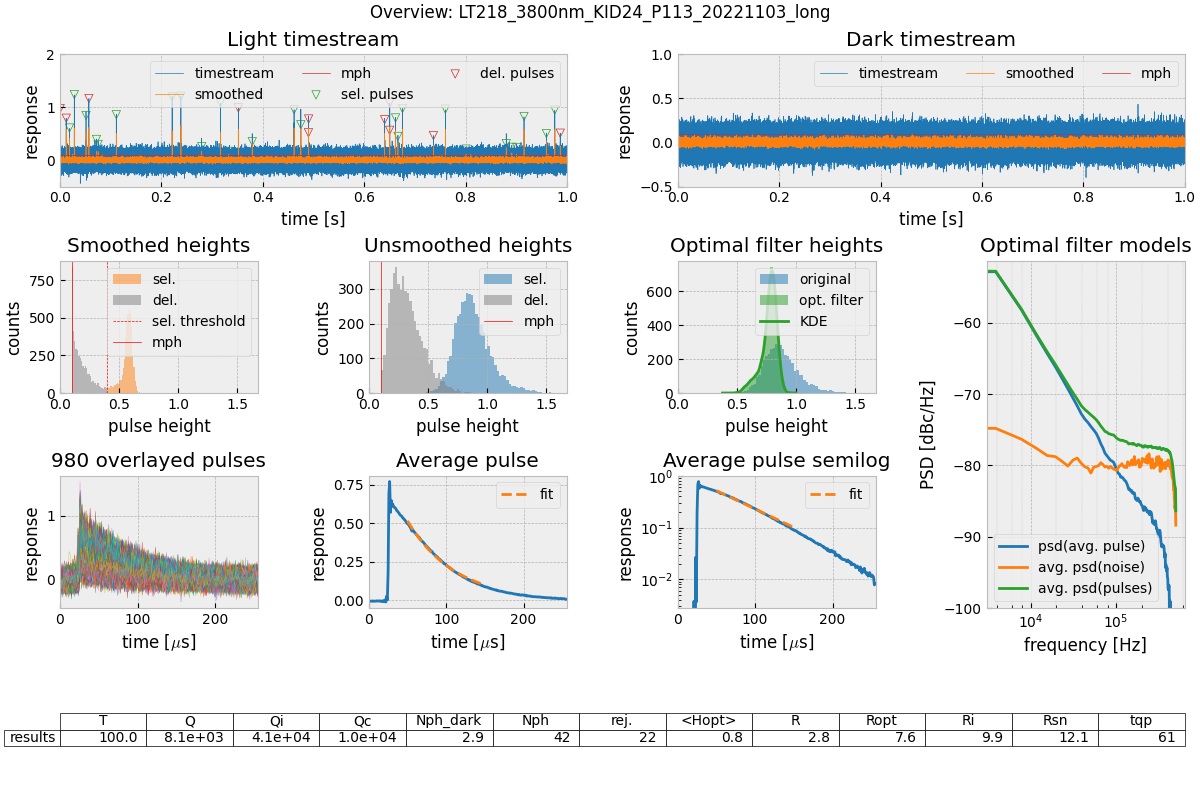 Overview: LT218_3800nm_KID24_P113_20221103_long
Light timestream
Dark timestream
response
2
1
0
timestream
smoothed
mph
sel. pulses
del. pulses
0.0 0.2 0.4 0.6 0.8 1.0
time [s]
response
1.0
0.5
0.0
−0.5
timestream smoothed mph
0.0 0.2 0.4 0.6 0.8 1.0
time [s]
Smoothed heights
counts
750
500
250
0
sel.
del.
sel. threshold
mph
0.0 0.5 1.0 1.5
pulse height
Unsmoothed heights
counts
300
200
100
0
sel.
del.
mph
0.0 0.5 1.0 1.5
pulse height
Optimal filter heights
counts
600
400
200
0
original
opt. filter
KDE
0.0 0.5 1.0 1.5
pulse height
Optimal filter models
PSD [dBc/Hz]
−60
−70
−80
−90
−100
psd(avg. pulse)
avg. psd(noise)
avg. psd(pulses)
10⁴ 10⁵
frequency [Hz]
980 overlayed pulses
response
1
0
0 100 200
time [μs]
Average pulse
response
0.75
0.50
0.25
0.00
fit
0 100 200
time [μs]
Average pulse semilog
response
10⁰
10⁻¹
10⁻²
fit
0 100 200
time [μs]
T Q Qi Qc Nph_dark Nph rej. <Hopt> R Ropt Ri Rsn tqp
results 100.0 8.1e+03 4.1e+04 1.0e+04 2.9 42 22 0.8 2.8 7.6 9.9 12.1 61